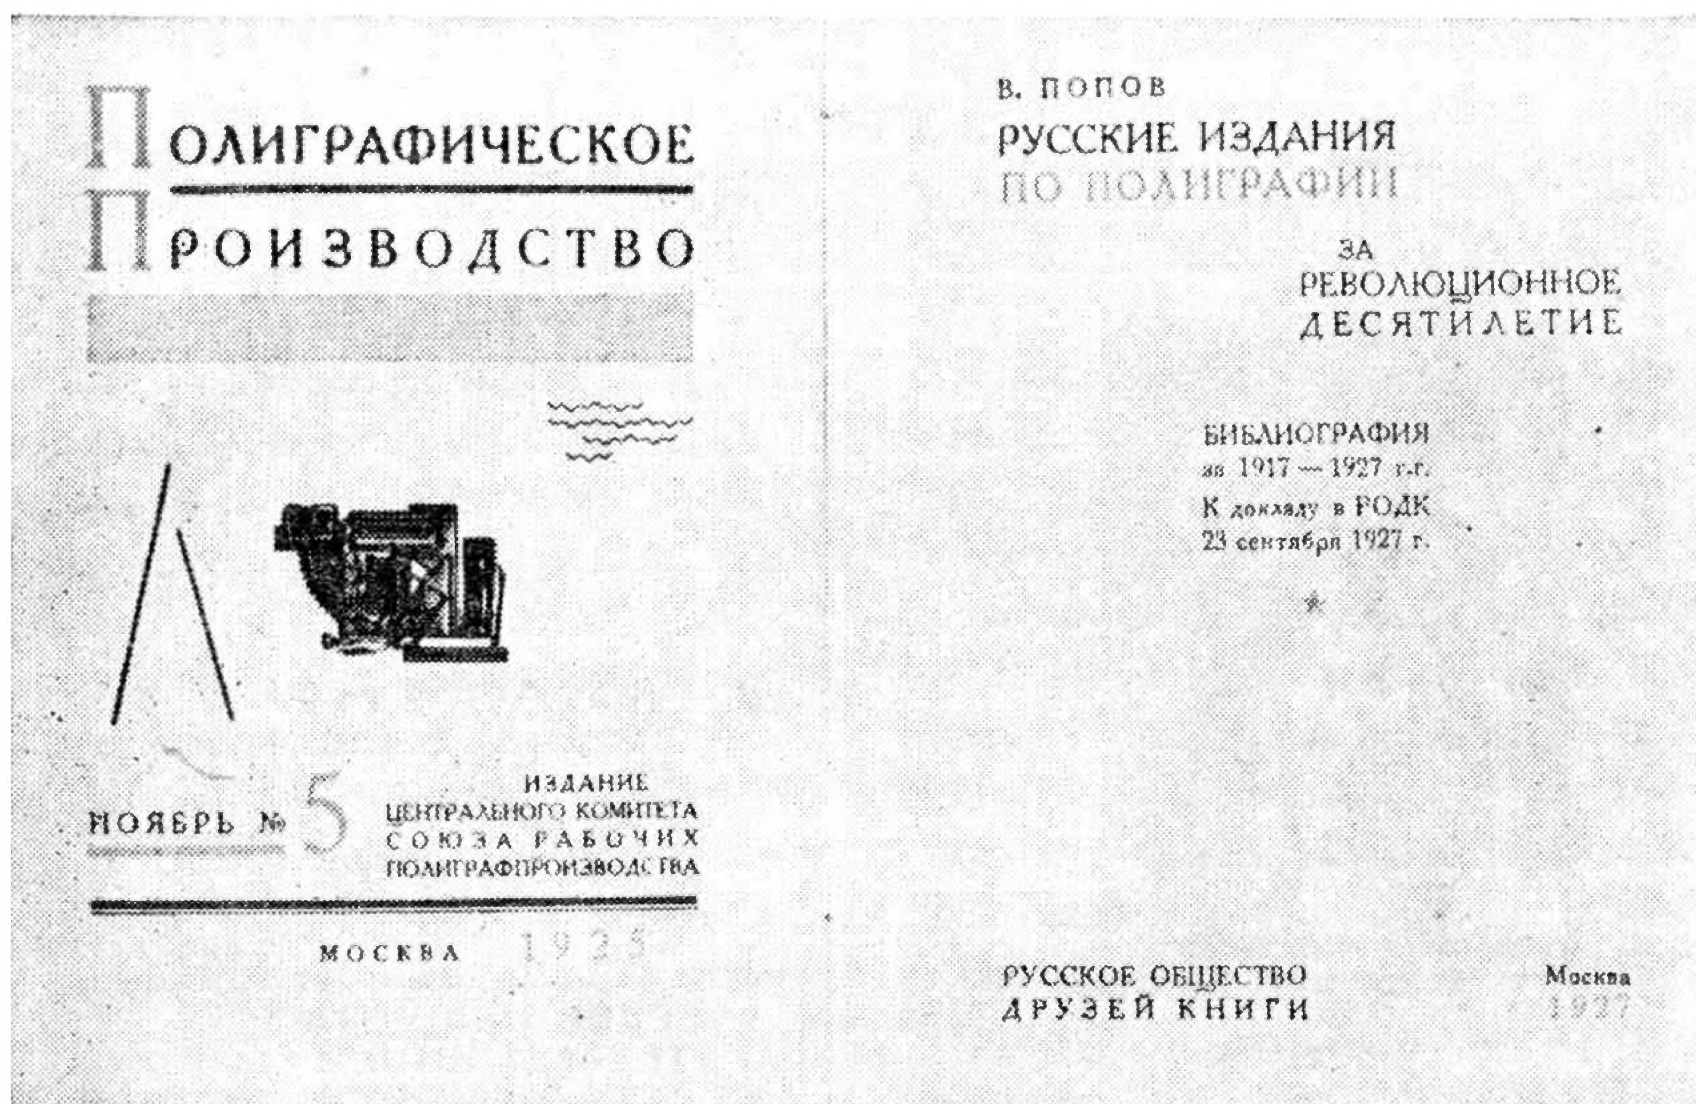 ПОЛИГРАФИЧЕСКОЕ
ПРОИЗВОДСТВО
НОЯБРЬ № 5
ИЗДАНИЕ
ЦЕНТРАЛЬНОГО КОМИТЕТА
СОЮЗА РАБОЧИХ
ПОЛИГРАФПРОИЗВОДСТВА
МОСКВА 1925
В. ПОПОВ
РУССКИЕ ИЗДАНИЯ
ПО ПОЛИГРАФИИ
ЗА
РЕВОЛЮЦИОННОЕ
ДЕСЯТИЛЕТИЕ
БИБЛИОГРАФИЯ
за 1917 — 1927 г.г.
К докладу в РОДК
23 сентября 1927 г.
РУССКОЕ ОБЩЕСТВО
ДРУЗЕЙ КНИГИ
Москва
1927